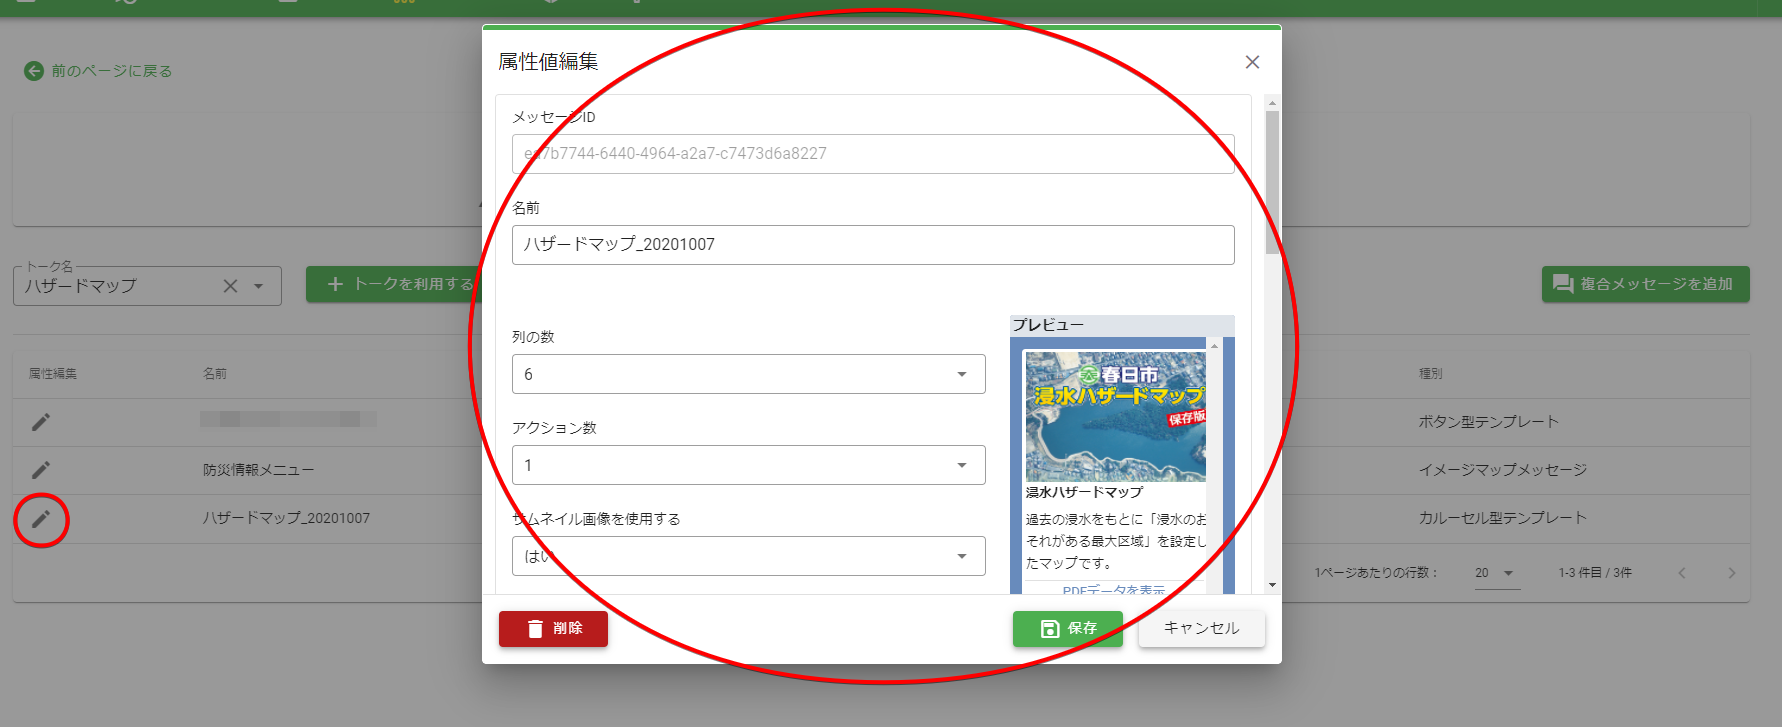 前のページに戻る
トーク名
ハザードマップ
トークを利用する
複合メッセージを追加
属性編集
名前
種別
ボタン型テンプレート
防災情報メニュー
イメージマップメッセージ
ハザードマップ_20201007
カルーセル型テンプレート
1ページあたりの行数：
20
1-3 件目 / 3件
属性値編集
メッセージID
ea7b7744-6440-4964-a2a7-c7473d6a8227
名前
ハザードマップ_20201007
列の数
6
アクション数
1
サムネイル画像を使用する
はい
プレビュー
春日市
浸水ハザードマップ
保存版
浸水ハザードマップ
過去の浸水をもとに「浸水のお
それがある最大区域」を設定し
たマップです。
PDFデータを表示
削除
保存
キャンセル